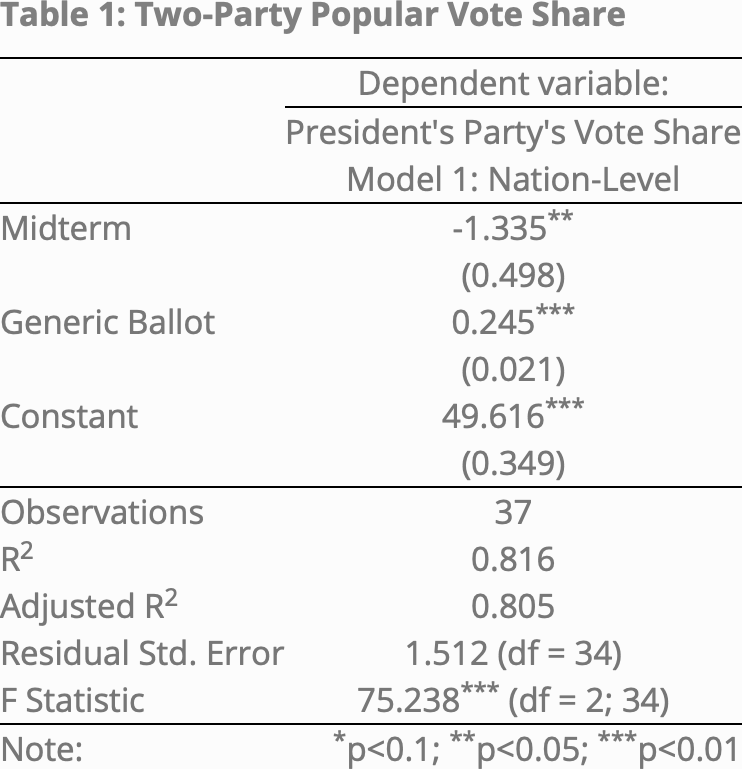 Table 1: Two-Party Popular Vote Share
Dependent variable:
President's Party's Vote Share
Model 1: Nation-Level
Midterm -1.335**
(0.498)
Generic Ballot 0.245***
(0.021)
Constant 49.616***
(0.349)
Observations 37
R2 0.816
Adjusted R2 0.805
Residual Std. Error 1.512 (df = 34)
F Statistic 75.238*** (df = 2; 34)
Note: *p<0.1; **p<0.05; ***p<0.01